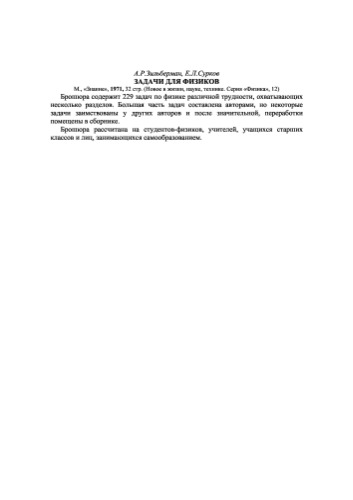 А.Р.Зильберман, Е.Л.Сурков
ЗАДАЧИ ДЛЯ ФИЗИКОВ
М., «Знание», 1971, 32 стр. (Новое в жизни, науке, технике. Серия «Физика», 12)
Брошюра содержит 229 задач по физике различной трудности, охватывающих
несколько разделов. Большая часть задач составлена авторами, но некоторые
задачи заимствованы у других авторов и после значительной, переработки
помещены в сборнике.
Брошюра рассчитана на студентов-физиков, учителей, учащихся старших
классов и лиц, занимающихся самообразованием.